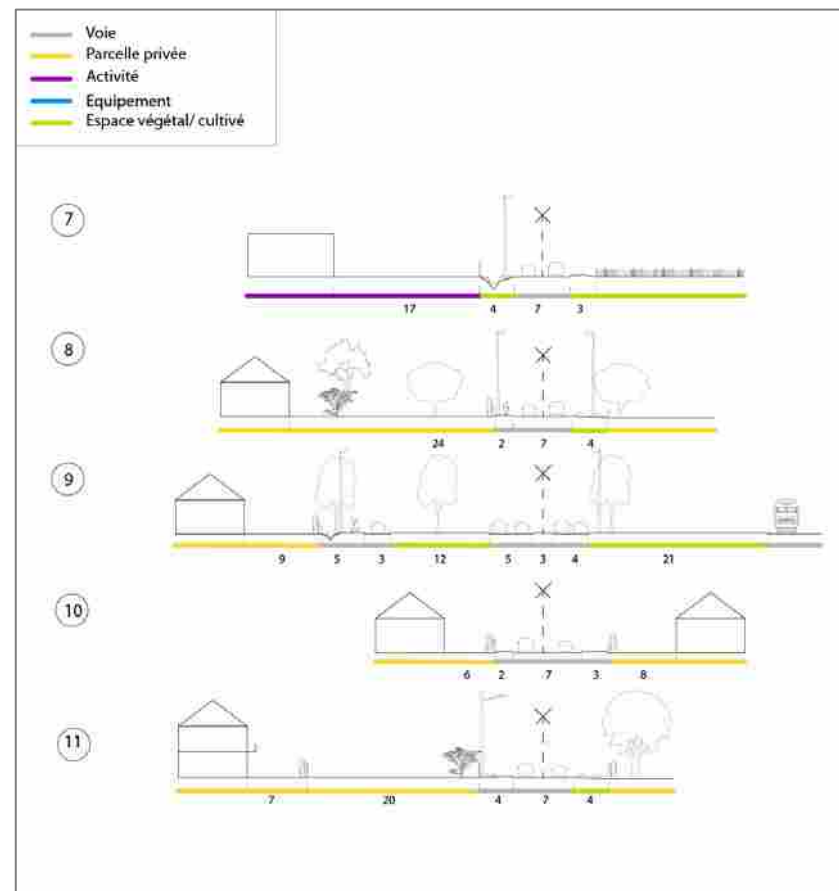 Voie
Parcelle privée
Activité
Equipement
Espace végétal/ cultivé
7
17 4 7 3
8
24 2 7 4
9
9 5 3 12 5 3 4 21
10
6 2 7 3 8
11
7 20 4 7 4